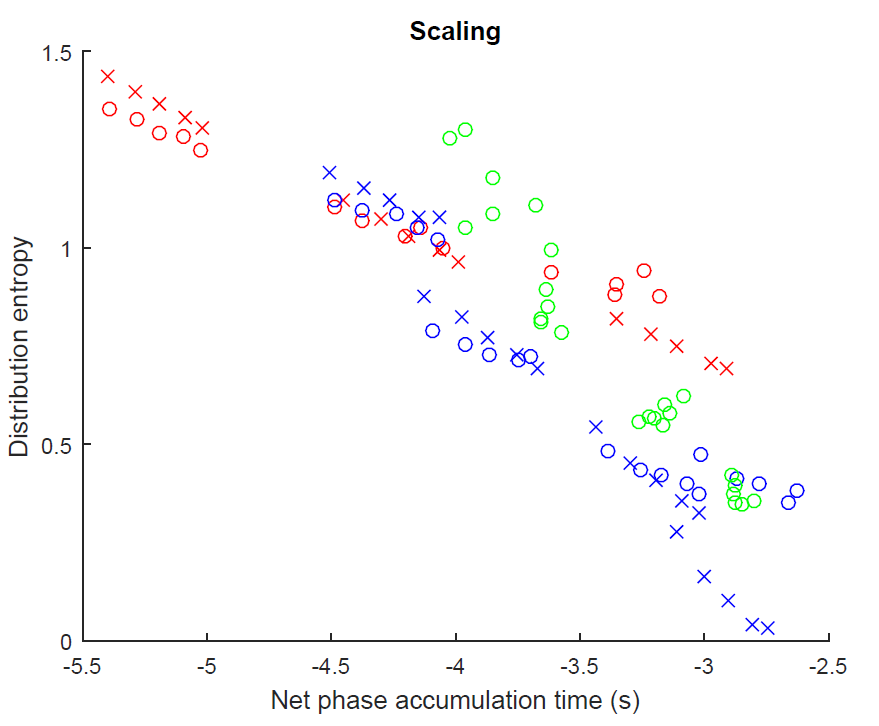 Scaling
1.5
1
0.5
0
Distribution entropy
-5.5 -5 -4.5 -4 -3.5 -3 -2.5
Net phase accumulation time (s)